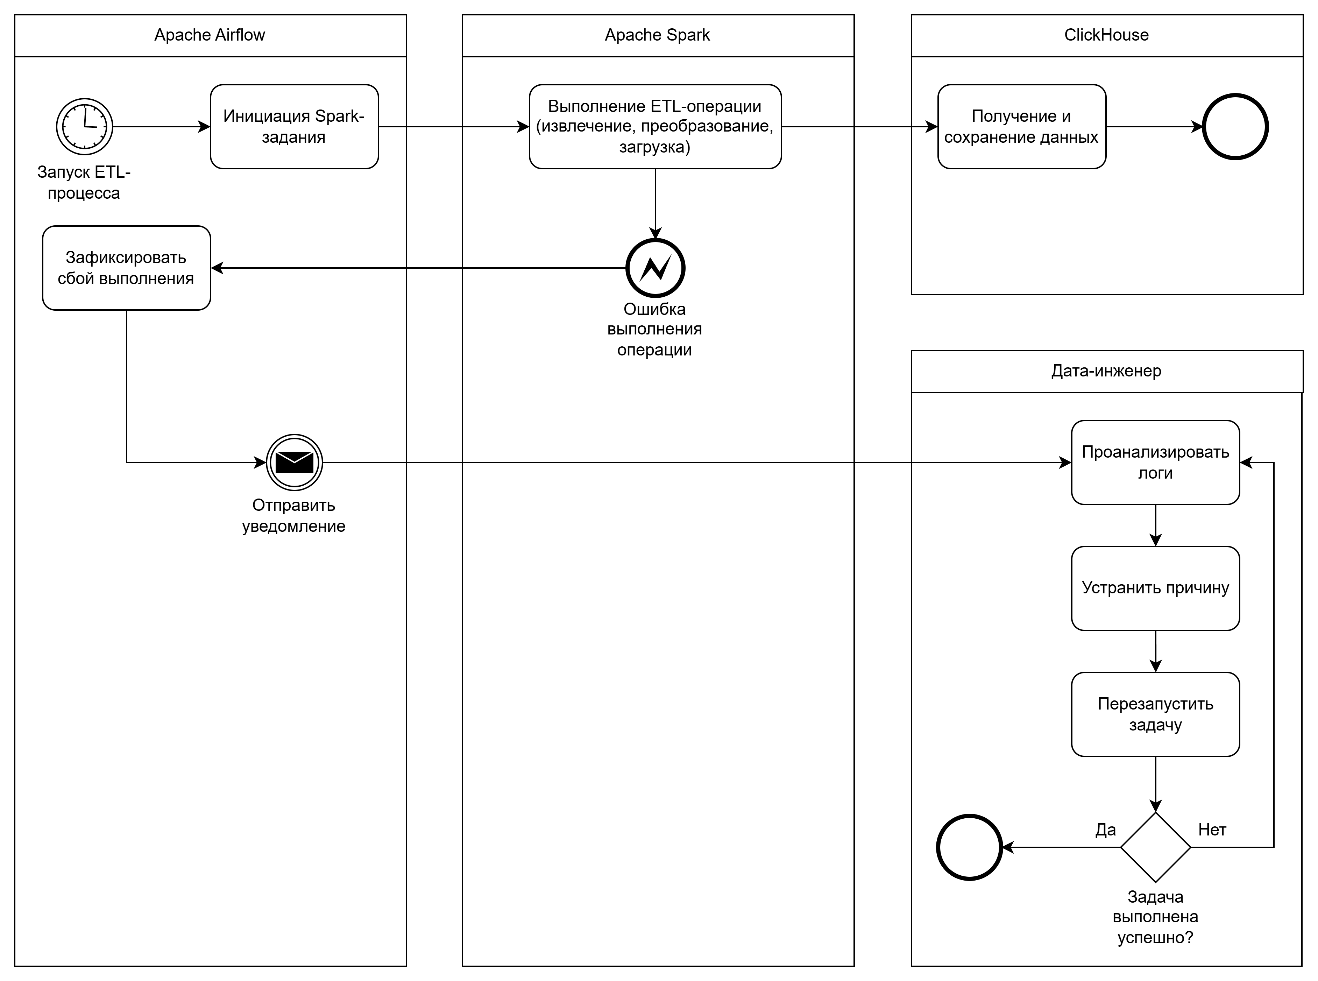 Apache Airflow
Apache Spark
ClickHouse
Запуск ETL-
процесса
Инициация Spark-
задания
Выполнение ETL-операции
(извлечение, преобразование,
загрузка)
Получение и
сохранение данных
Зафиксировать
сбой выполнения
Ошибка
выполнения
операции
Отправить
уведомление
Дата-инженер
Проанализировать
логи
Устранить причину
Перезапустить
задачу
Да
Нет
Задача
выполнена
успешно?